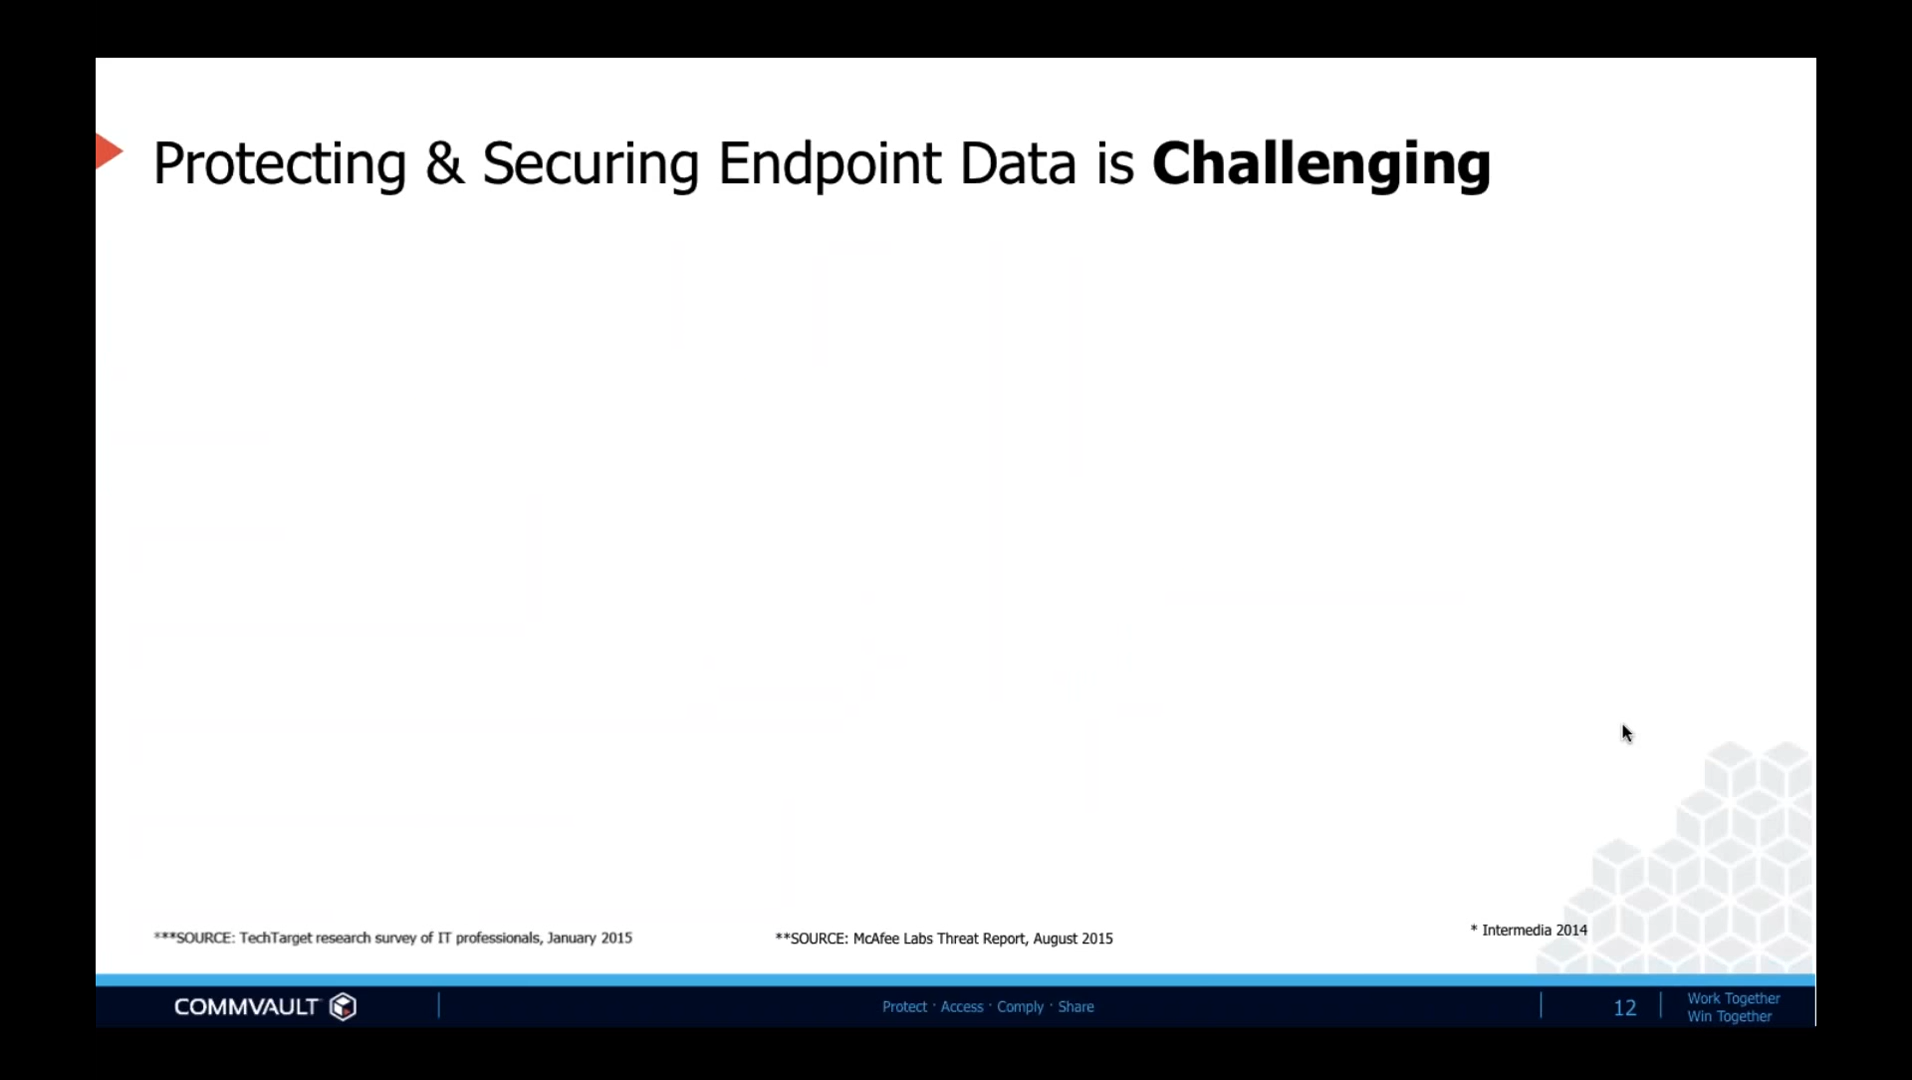 Protecting & Securing Endpoint Data is Challenging
***SOURCE: TechTarget research survey of IT professionals, January 2015
**SOURCE: McAfee Labs Threat Report, August 2015
* Intermedia 2014
COMMVAULT
Protect · Access · Comply · Share
12
Work Together
Win Together